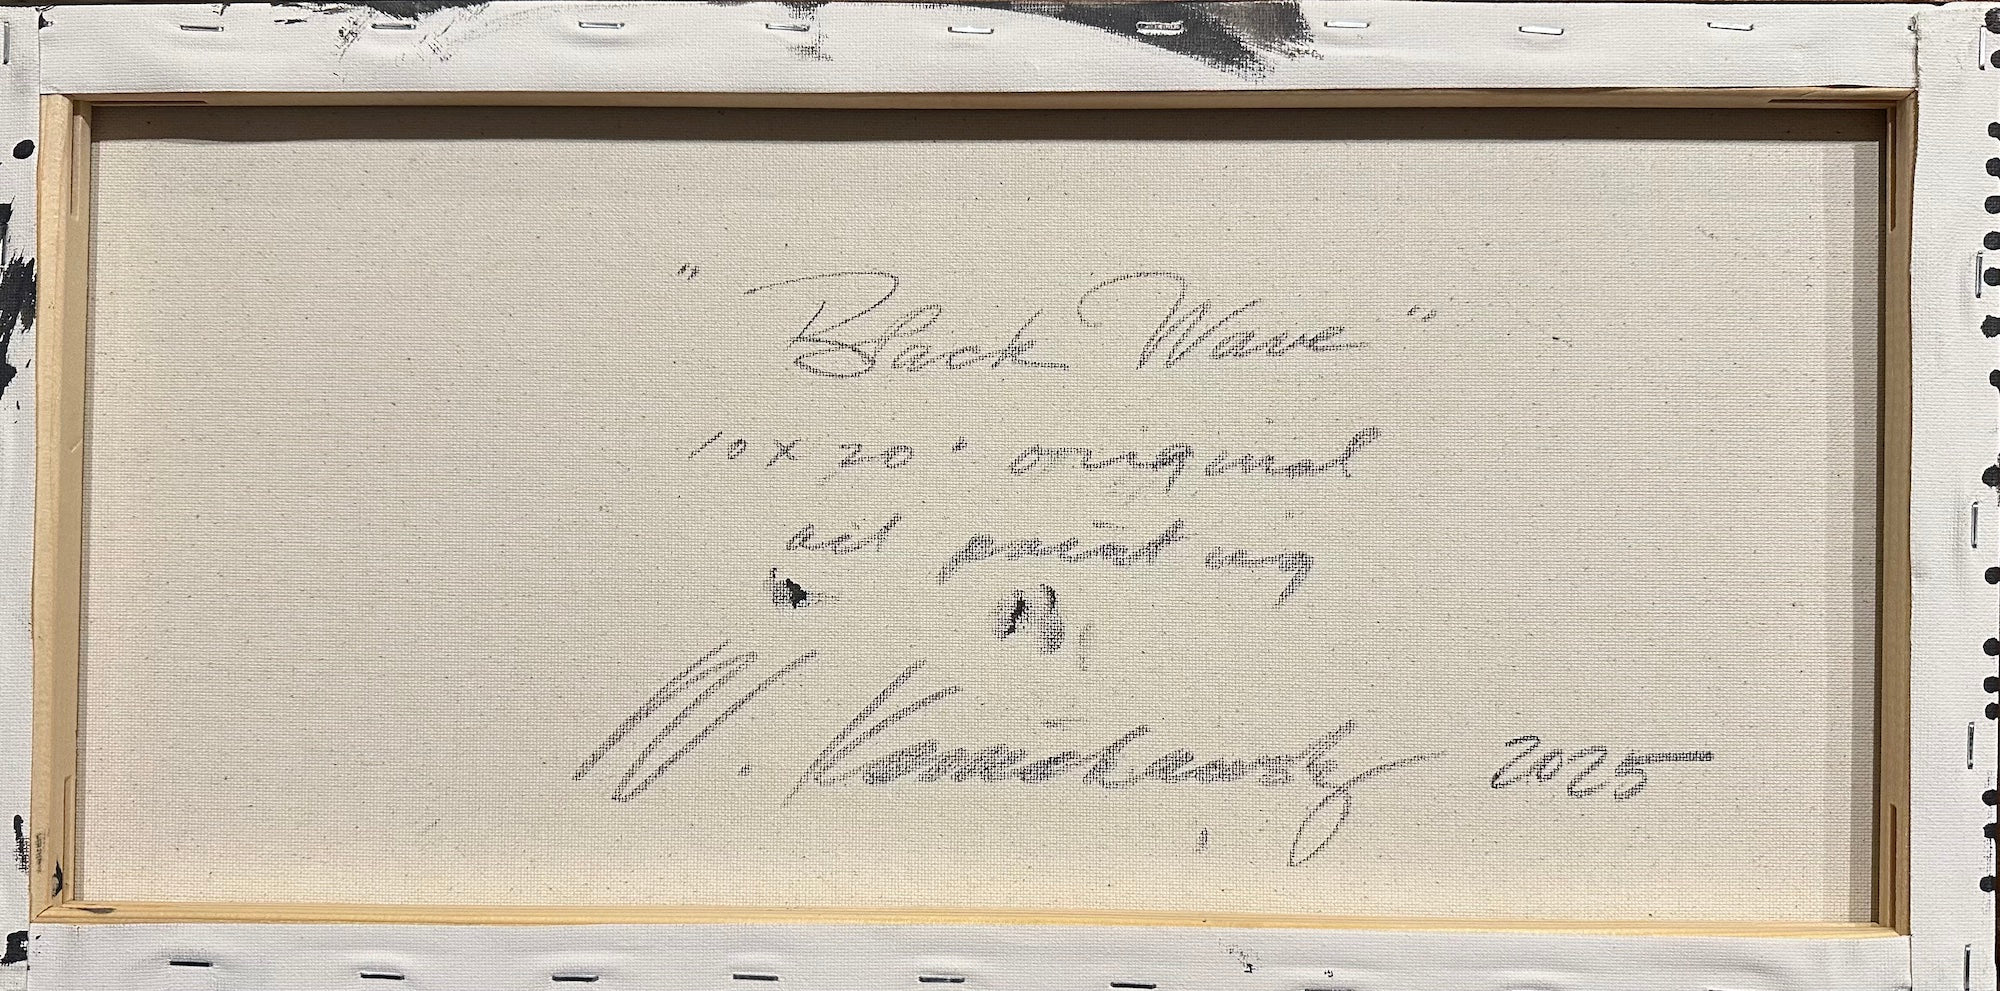 "Black Wave"
10 x 20 • original
oil painting
2025